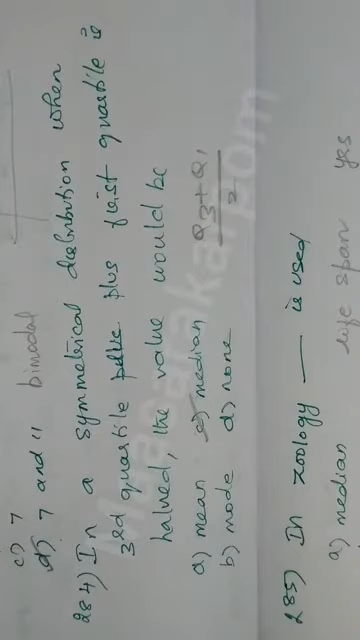 c) 7
d) 7 and 11 bimodal
284) In a symmetrical distribution when
3rd quartile plus first quartile is
halved, the value would be
a) mean c) median Q3+Q1/2
b) mode d) none
285) In zoology — is used
a) median life span yes